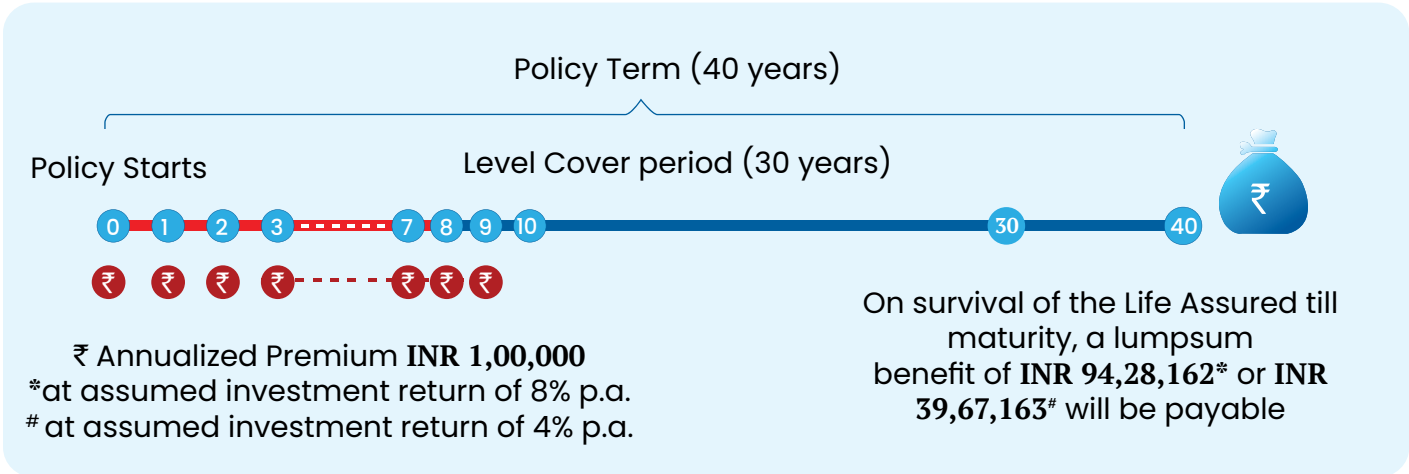 Policy Term (40 years)
Policy Starts
Level Cover period (30 years)
0 1 2 3 7 8 9 10 30 40
₹
₹ ₹ ₹ ₹ ₹ ₹ ₹
₹ Annualized Premium INR 1,00,000
*at assumed investment return of 8% p.a.
# at assumed investment return of 4% p.a.
On survival of the Life Assured till
maturity, a lumpsum
benefit of INR 94,28,162* or INR
39,67,163# will be payable